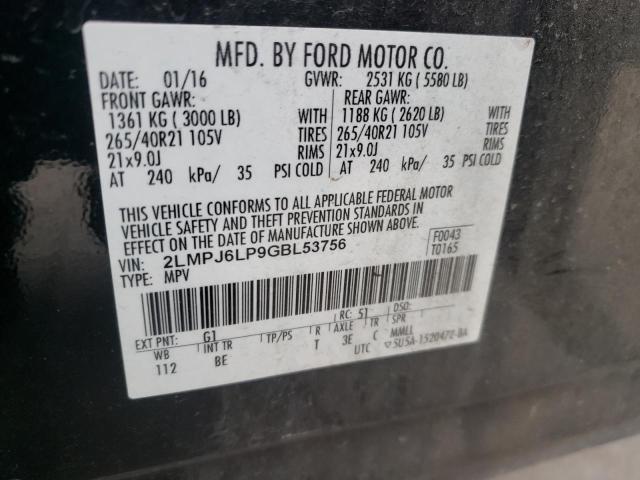 MFD. BY FORD MOTOR CO.
DATE: 01/16 GVWR: 2531 KG ( 5580 LB)
FRONT GAWR: REAR GAWR:
1361 KG ( 3000 LB) WITH 1188 KG ( 2620 LB) WITH
265/40R21 105V TIRES 265/40R21 105V TIRES
21x9.0J RIMS 21x9.0J RIMS
AT 240 kPa/ 35 PSI COLD AT 240 kPa/ 35 PSI COLD
THIS VEHICLE CONFORMS TO ALL APPLICABLE FEDERAL MOTOR
VEHICLE SAFETY AND THEFT PREVENTION STANDARDS IN
EFFECT ON THE DATE OF MANUFACTURE SHOWN ABOVE.
VIN: 2LMPJ6LP9GBL53756 F0043
TYPE: MPV T0165
EXT PNT: G1 RC: 51 DSO:
WB INT TR TP/PS R AXLE TR SPR
112 BE T 3E C MMLL
UTC 5U5A-1520472-BA